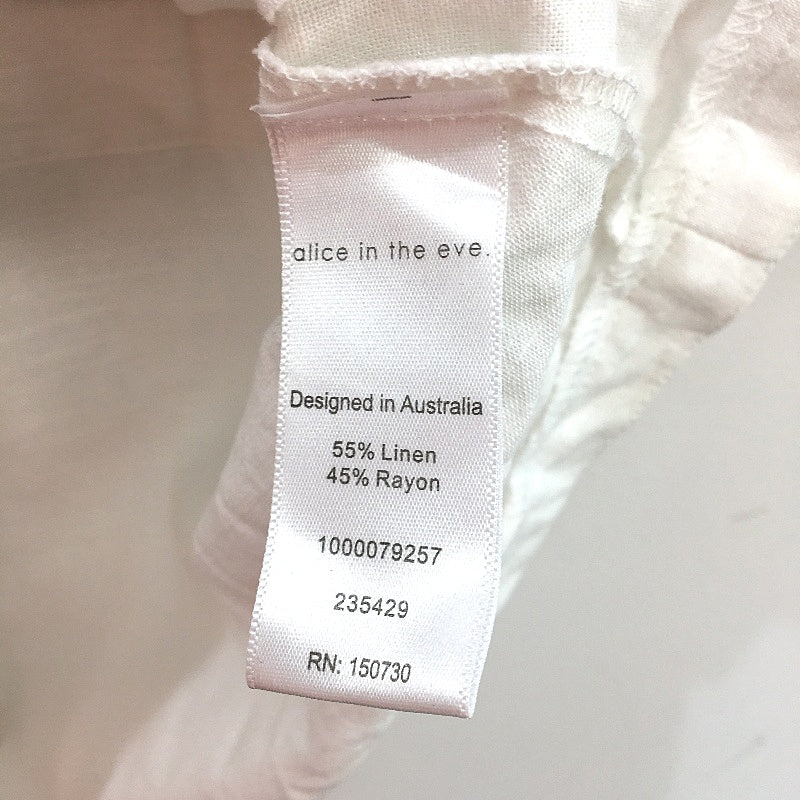 alice in the eve.
Designed in Australia
55% Linen
45% Rayon
1000079257
235429
RN: 150730